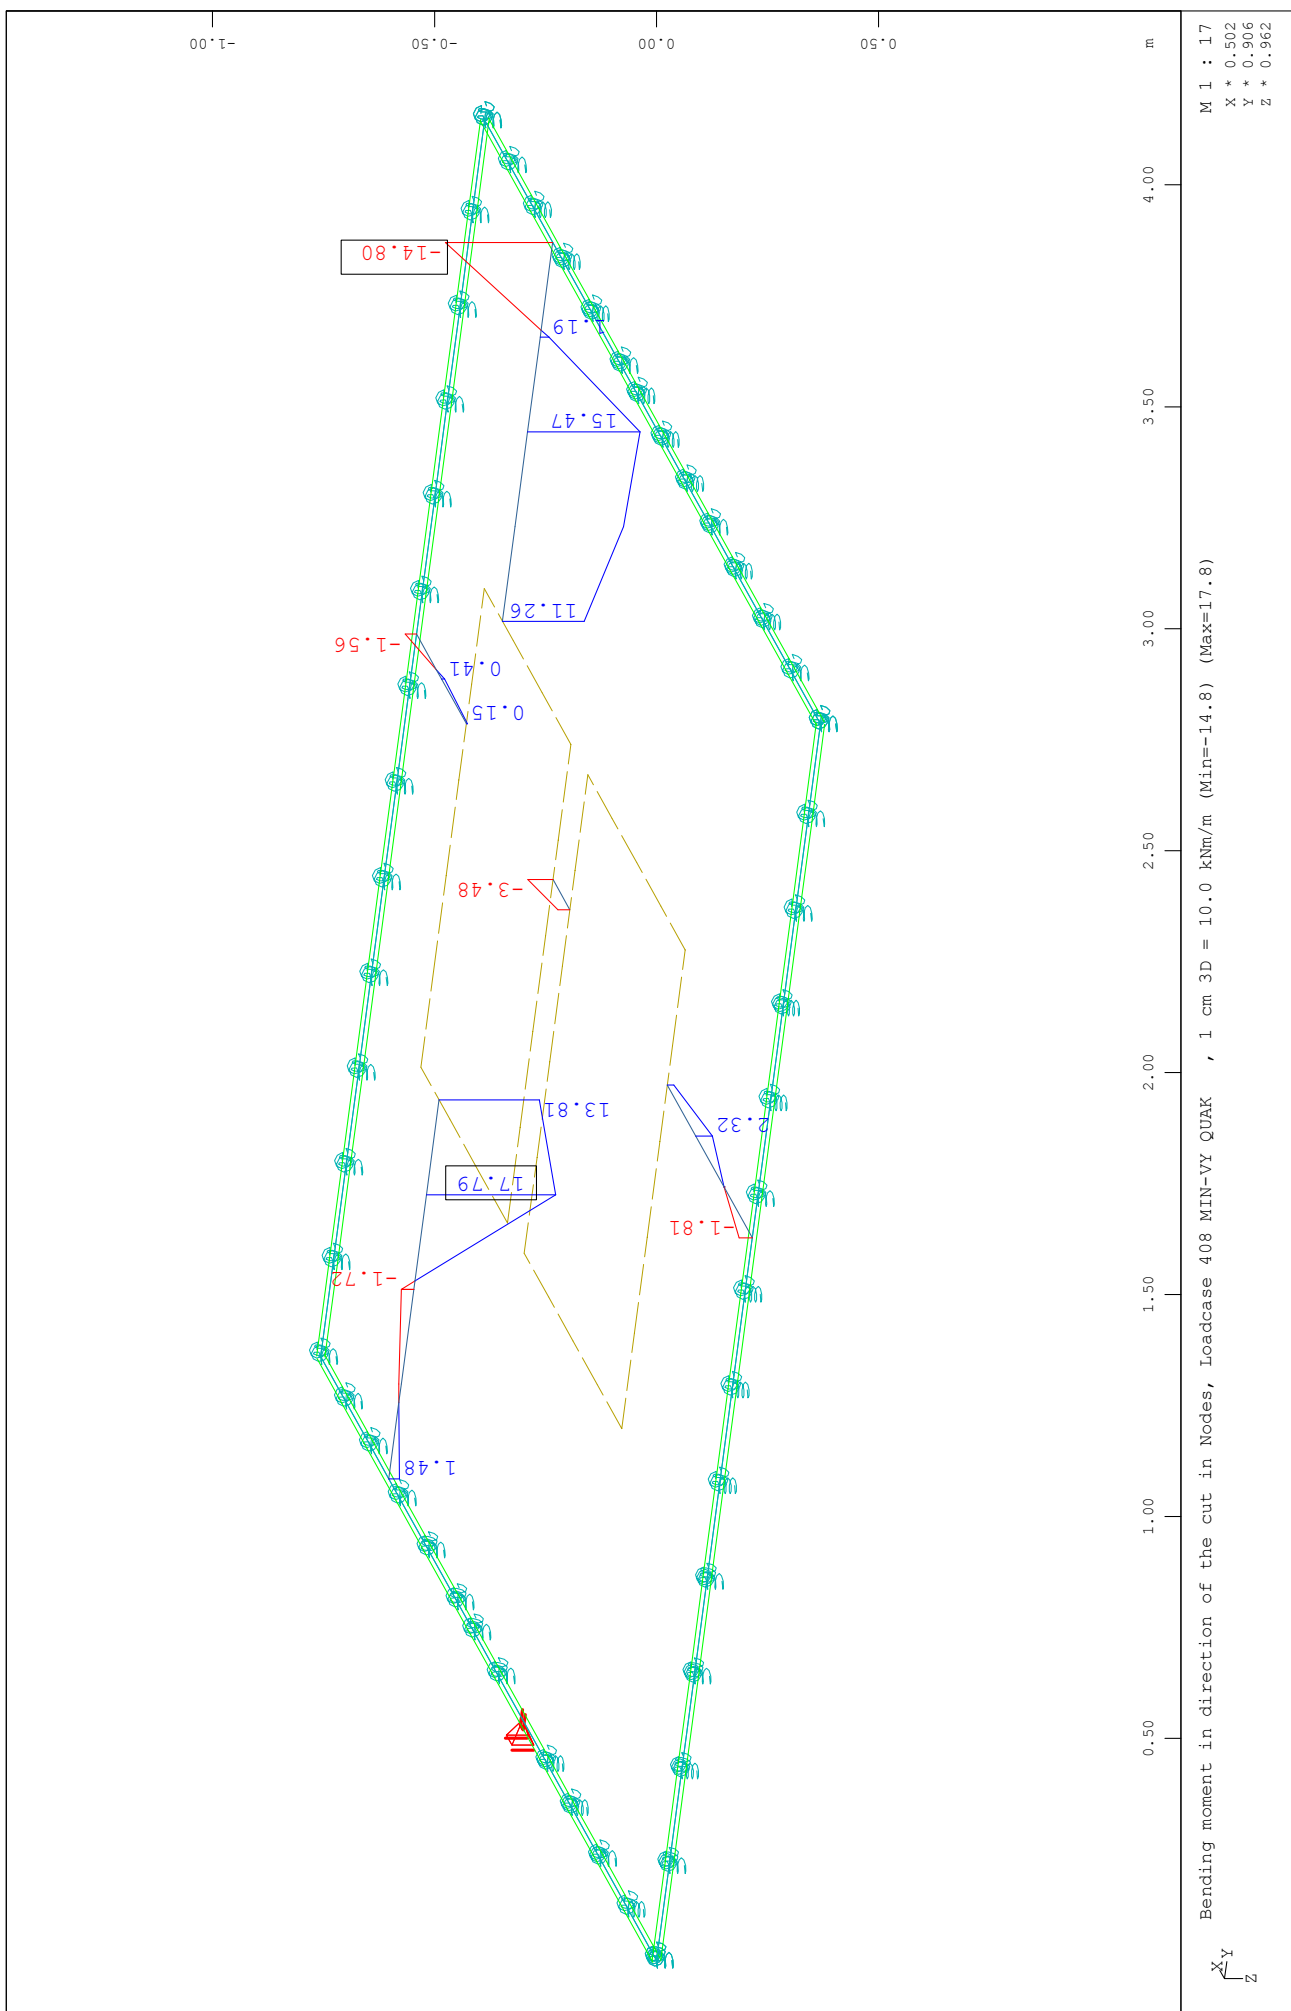 -1.00
-0.50
0.00
0.50
m
4.00
3.50
3.00
2.50
2.00
1.50
1.00
0.50
-14.80
1.19
15.47
11.26
-1.56
0.41
0.15
-3.48
13.81
17.79
2.32
-1.81
-1.72
1.48
M 1 : 17
X * 0.502
Y * 0.906
Z * 0.962
Bending moment in direction of the cut in Nodes, Loadcase 408 MIN-VY QUAK , 1 cm 3D = 10.0 kNm/m (Min=-14.8) (Max=17.8)
X
Y
Z